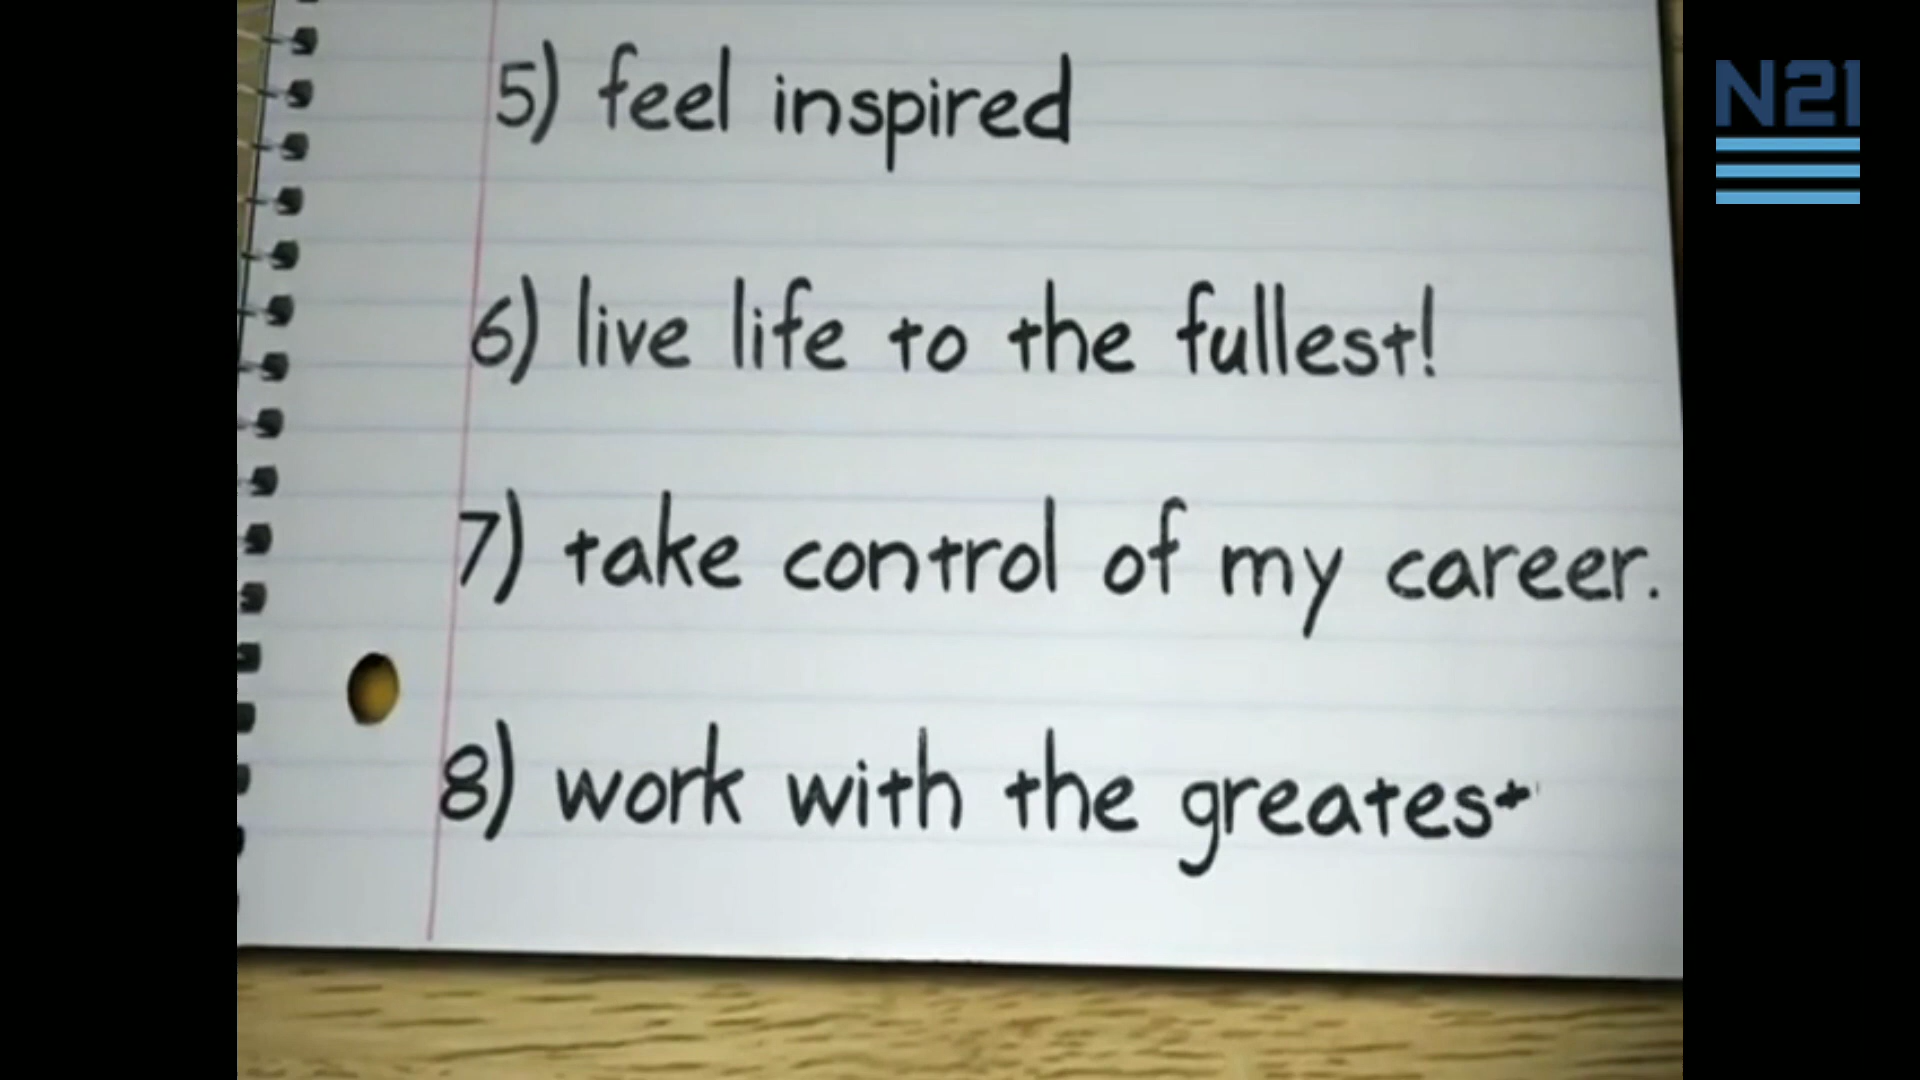 5) feel inspired
N21
6) live life to the fullest!
7) take control of my career.
8) work with the greatest